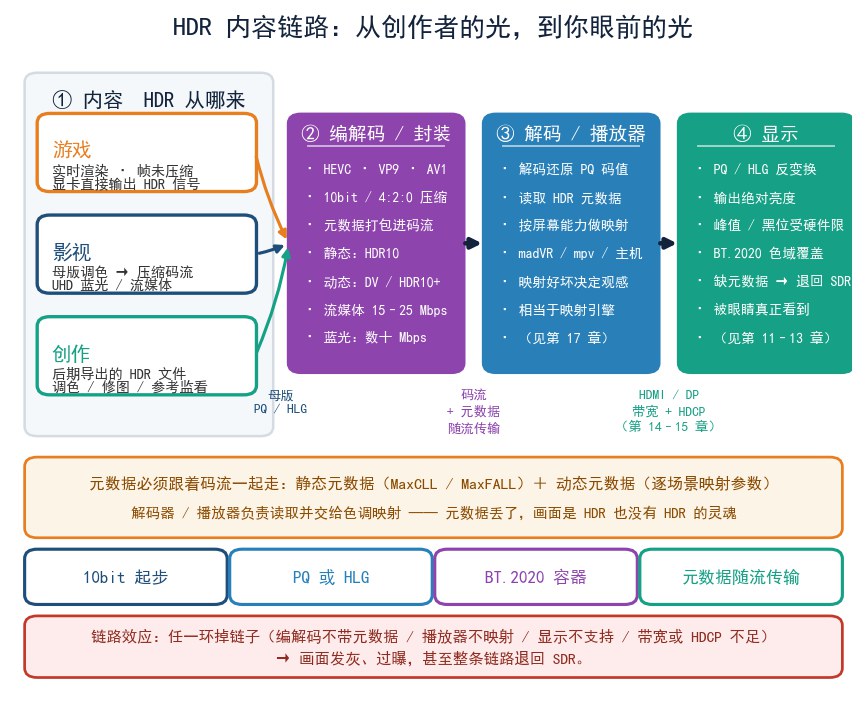 HDR 内容链路：从创作者的光，到你眼前的光
① 内容　HDR 从哪来
游戏
实时渲染 · 帧未压缩
显卡直接输出 HDR 信号
影视
母版调色 → 压缩码流
UHD 蓝光 / 流媒体
创作
后期导出的 HDR 文件
调色 / 修图 / 参考监看
② 编解码 / 封装
· HEVC · VP9 · AV1
· 10bit / 4:2:0 压缩
· 元数据打包进码流
· 静态：HDR10
· 动态：DV / HDR10+
· 流媒体 15–25 Mbps
· 蓝光：数十 Mbps
③ 解码 / 播放器
· 解码还原 PQ 码值
· 读取 HDR 元数据
· 按屏幕能力做映射
· madVR / mpv / 主机
· 映射好坏决定观感
· 相当于映射引擎
· （见第 17 章）
④ 显示
· PQ / HLG 反变换
· 输出绝对亮度
· 峰值 / 黑位受硬件限
· BT.2020 色域覆盖
· 缺元数据 → 退回 SDR
· 被眼睛真正看到
· （见第 11–13 章）
母版
PQ / HLG
码流
+ 元数据
随流传输
HDMI / DP
带宽 + HDCP
（第 14–15 章）
元数据必须跟着码流一起走：静态元数据（MaxCLL / MaxFALL）＋ 动态元数据（逐场景映射参数）
解码器 / 播放器负责读取并交给色调映射 —— 元数据丢了，画面是 HDR 也没有 HDR 的灵魂
10bit 起步
PQ 或 HLG
BT.2020 容器
元数据随流传输
链路效应：任一环掉链子（编解码不带元数据 / 播放器不映射 / 显示不支持 / 带宽或 HDCP 不足）
→ 画面发灰、过曝，甚至整条链路退回 SDR。